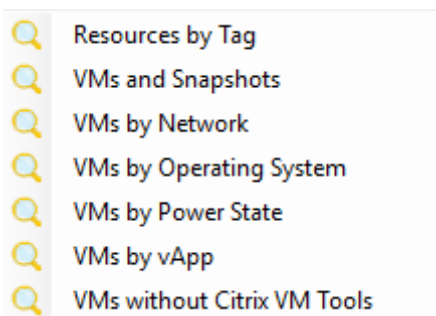 Resources by Tag
VMs and Snapshots
VMs by Network
VMs by Operating System
VMs by Power State
VMs by vApp
VMs without Citrix VM Tools